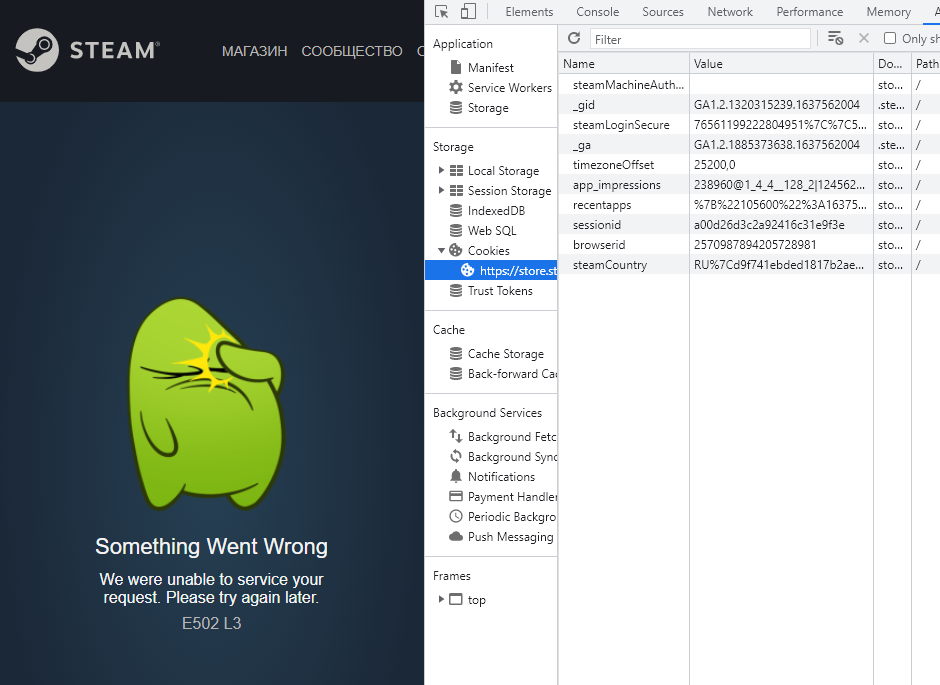 STEAM®
МАГАЗИН СООБЩЕСТВО
Something Went Wrong
We were unable to service your
request. Please try again later.
E502 L3
Elements Console Sources Network Performance Memory
Application
Manifest
Service Workers
Storage
Storage
Local Storage
Session Storage
IndexedDB
Web SQL
Cookies
https://store.st
Trust Tokens
Cache
Cache Storage
Back-forward Cac
Background Services
Background Fetc
Background Sync
Notifications
Payment Handler
Periodic Backgro
Push Messaging
Frames
top
Filter Only sh
Name Value Do... Path
steamMachineAuth... sto... /
_gid GA1.2.1320315239.1637562004 .ste... /
steamLoginSecure 76561199222804951%7C%7C5... sto... /
_ga GA1.2.1885373638.1637562004 .ste... /
timezoneOffset 25200,0 sto... /
app_impressions 238960@1_4_4__128_2|124562... sto... /
recentapps %7B%22105600%22%3A16375... sto... /
sessionid a00d26d3c2a92416c31e9f3e sto... /
browserid 2570987894205728981 sto... /
steamCountry RU%7Cd9f741ebded1817b2ae... sto... /